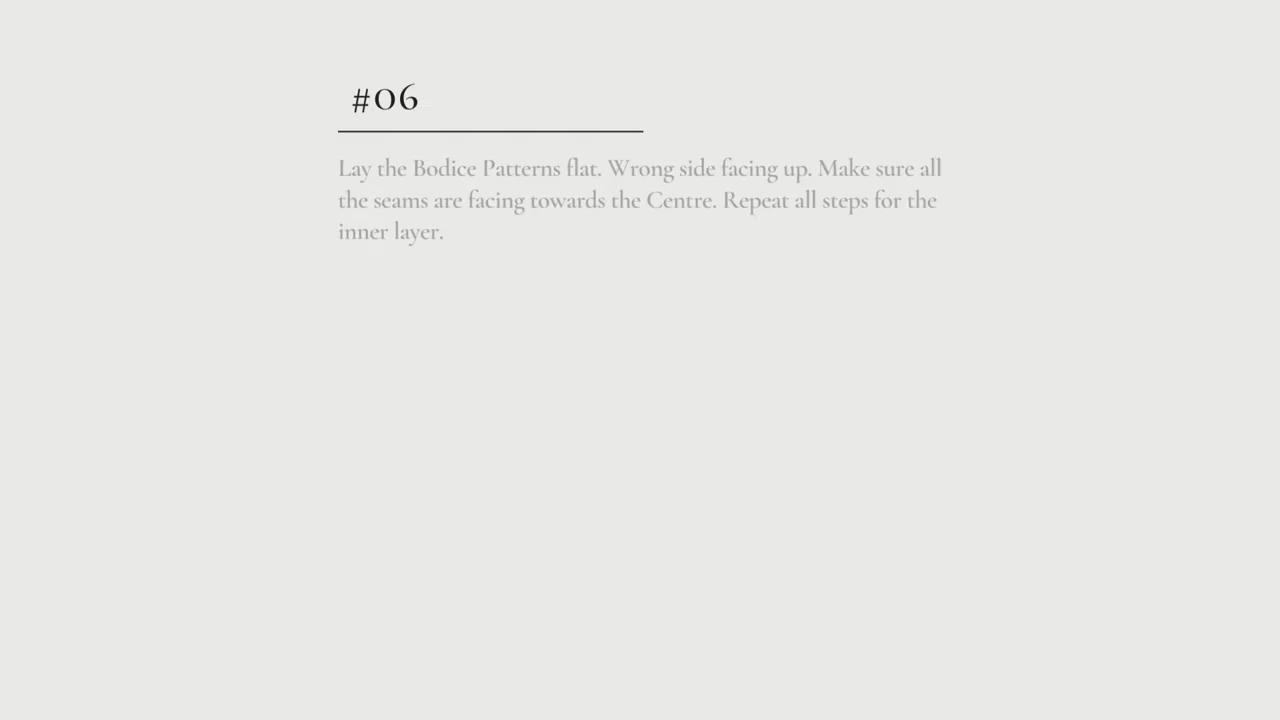 #06
Lay the Bodice Patterns flat. Wrong side facing up. Make sure all
the seams are facing towards the Centre. Repeat all steps for the
inner layer.